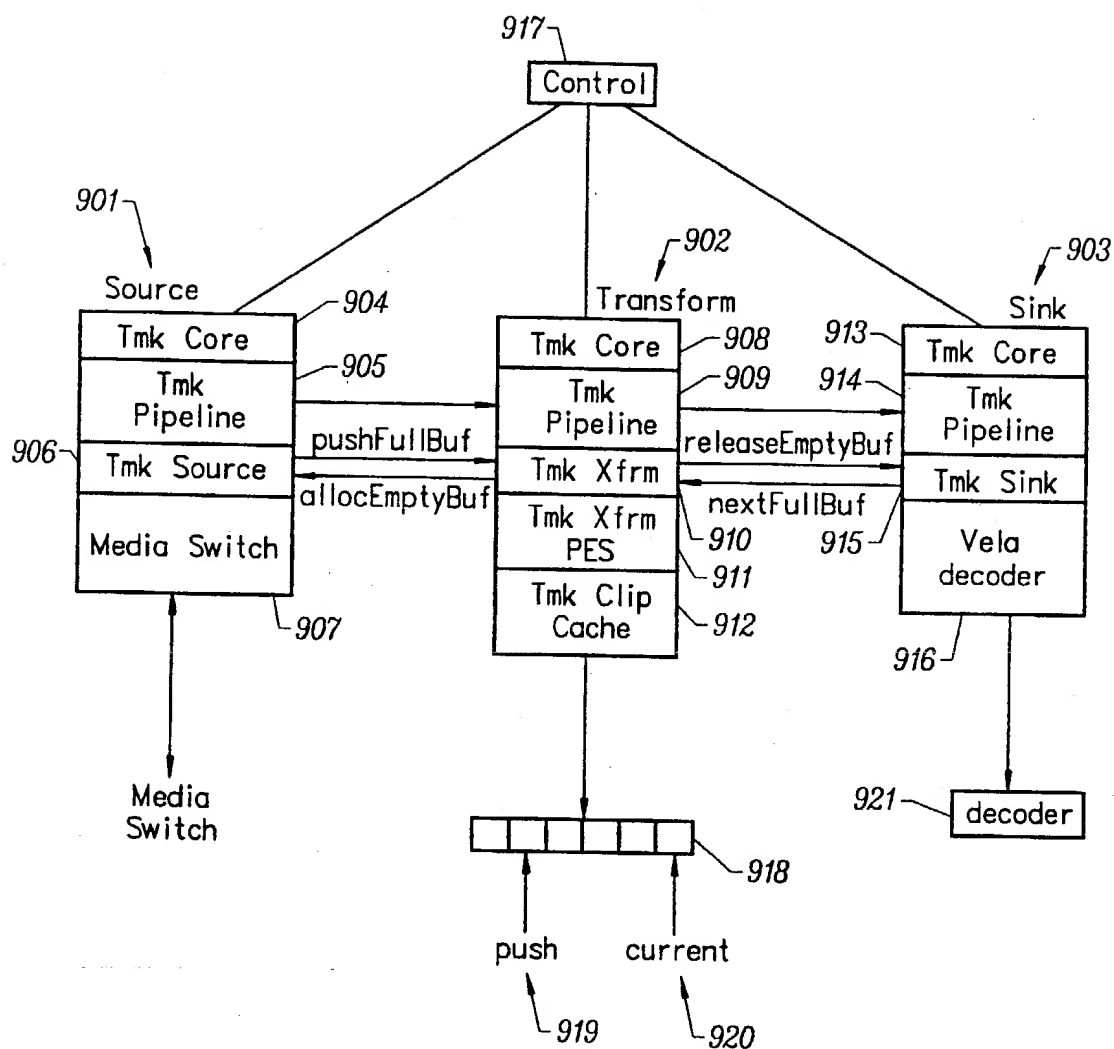 917
Control
901
902
903
Source
904
Transform
Sink
Tmk Core
908
913
Tmk Core
Tmk Core
905
909
914
Tmk
Pipeline
Tmk
Pipeline
Tmk
Pipeline
pushFullBuf
releaseEmptyBuf
906
Tmk Source
Tmk Xfrm
Tmk Sink
allocEmptyBuf
nextFullBuf
910
915
Media Switch
Tmk Xfrm
PES
911
Vela
decoder
907
Tmk Clip
Cache
912
916
Media
Switch
921
decoder
918
push
current
919
920